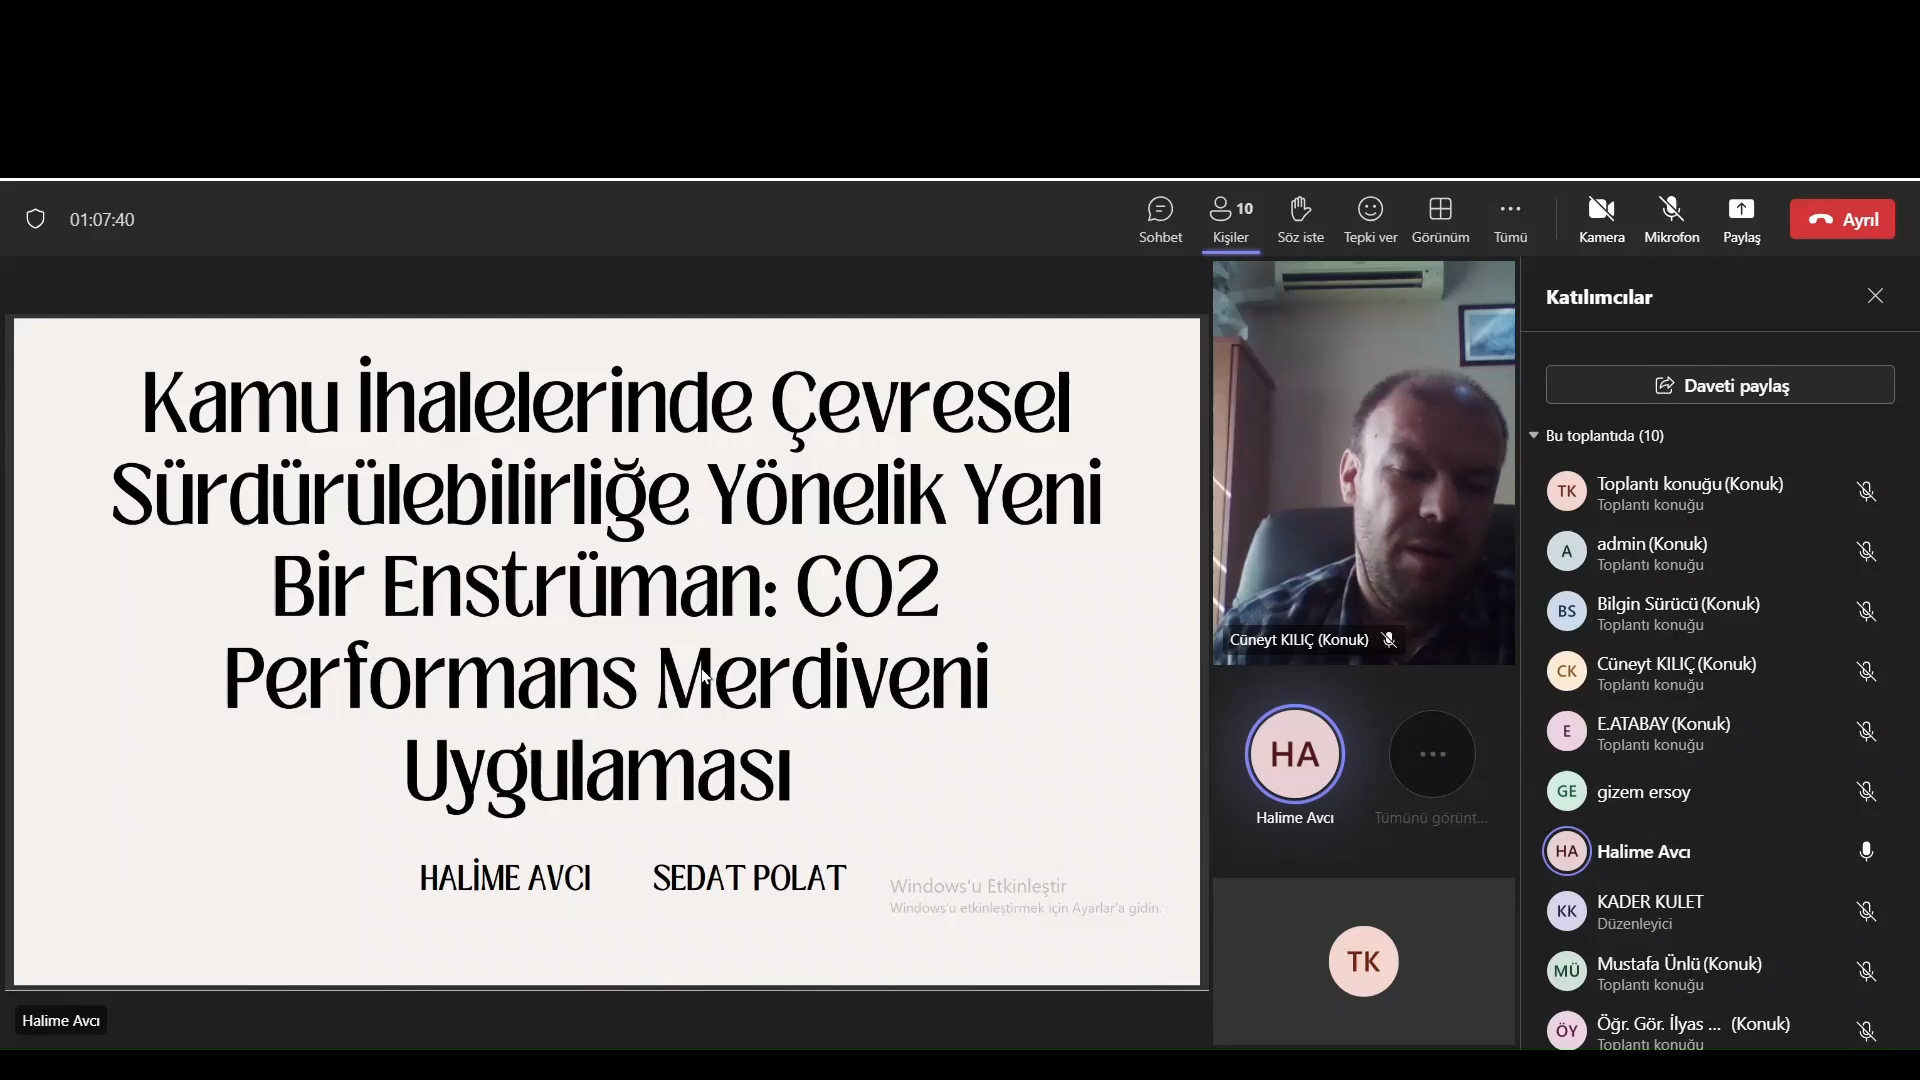 01:07:40
Sohbet
10
Kişiler
Söz iste
Tepki ver
Görünüm
Tümü
Kamera
Mikrofon
Paylaş
Ayrıl
Kamu İhalelerinde Çevresel
Sürdürülebilirliğe Yönelik Yeni
Bir Enstrüman: CO2
Performans Merdiveni
Uygulaması
HALİME AVCI SEDAT POLAT
Windows'u Etkinleştir
Windows'u etkinleştirmek için Ayarlar'a gidin.
Halime Avcı
Cüneyt KILIÇ (Konuk)
HA
Halime Avcı
Tümünü görünt...
TK
Katılımcılar
Daveti paylaş
Bu toplantıda (10)
TK
Toplantı konuğu (Konuk)
Toplantı konuğu
A
admin (Konuk)
Toplantı konuğu
BS
Bilgin Sürücü (Konuk)
Toplantı konuğu
CK
Cüneyt KILIÇ (Konuk)
Toplantı konuğu
E
E.ATABAY (Konuk)
Toplantı konuğu
GE
gizem ersoy
HA
Halime Avcı
KK
KADER KULET
Düzenleyici
MÜ
Mustafa Ünlü (Konuk)
Toplantı konuğu
ÖY
Öğr. Gör. İlyas ... (Konuk)
Toplantı konuğu